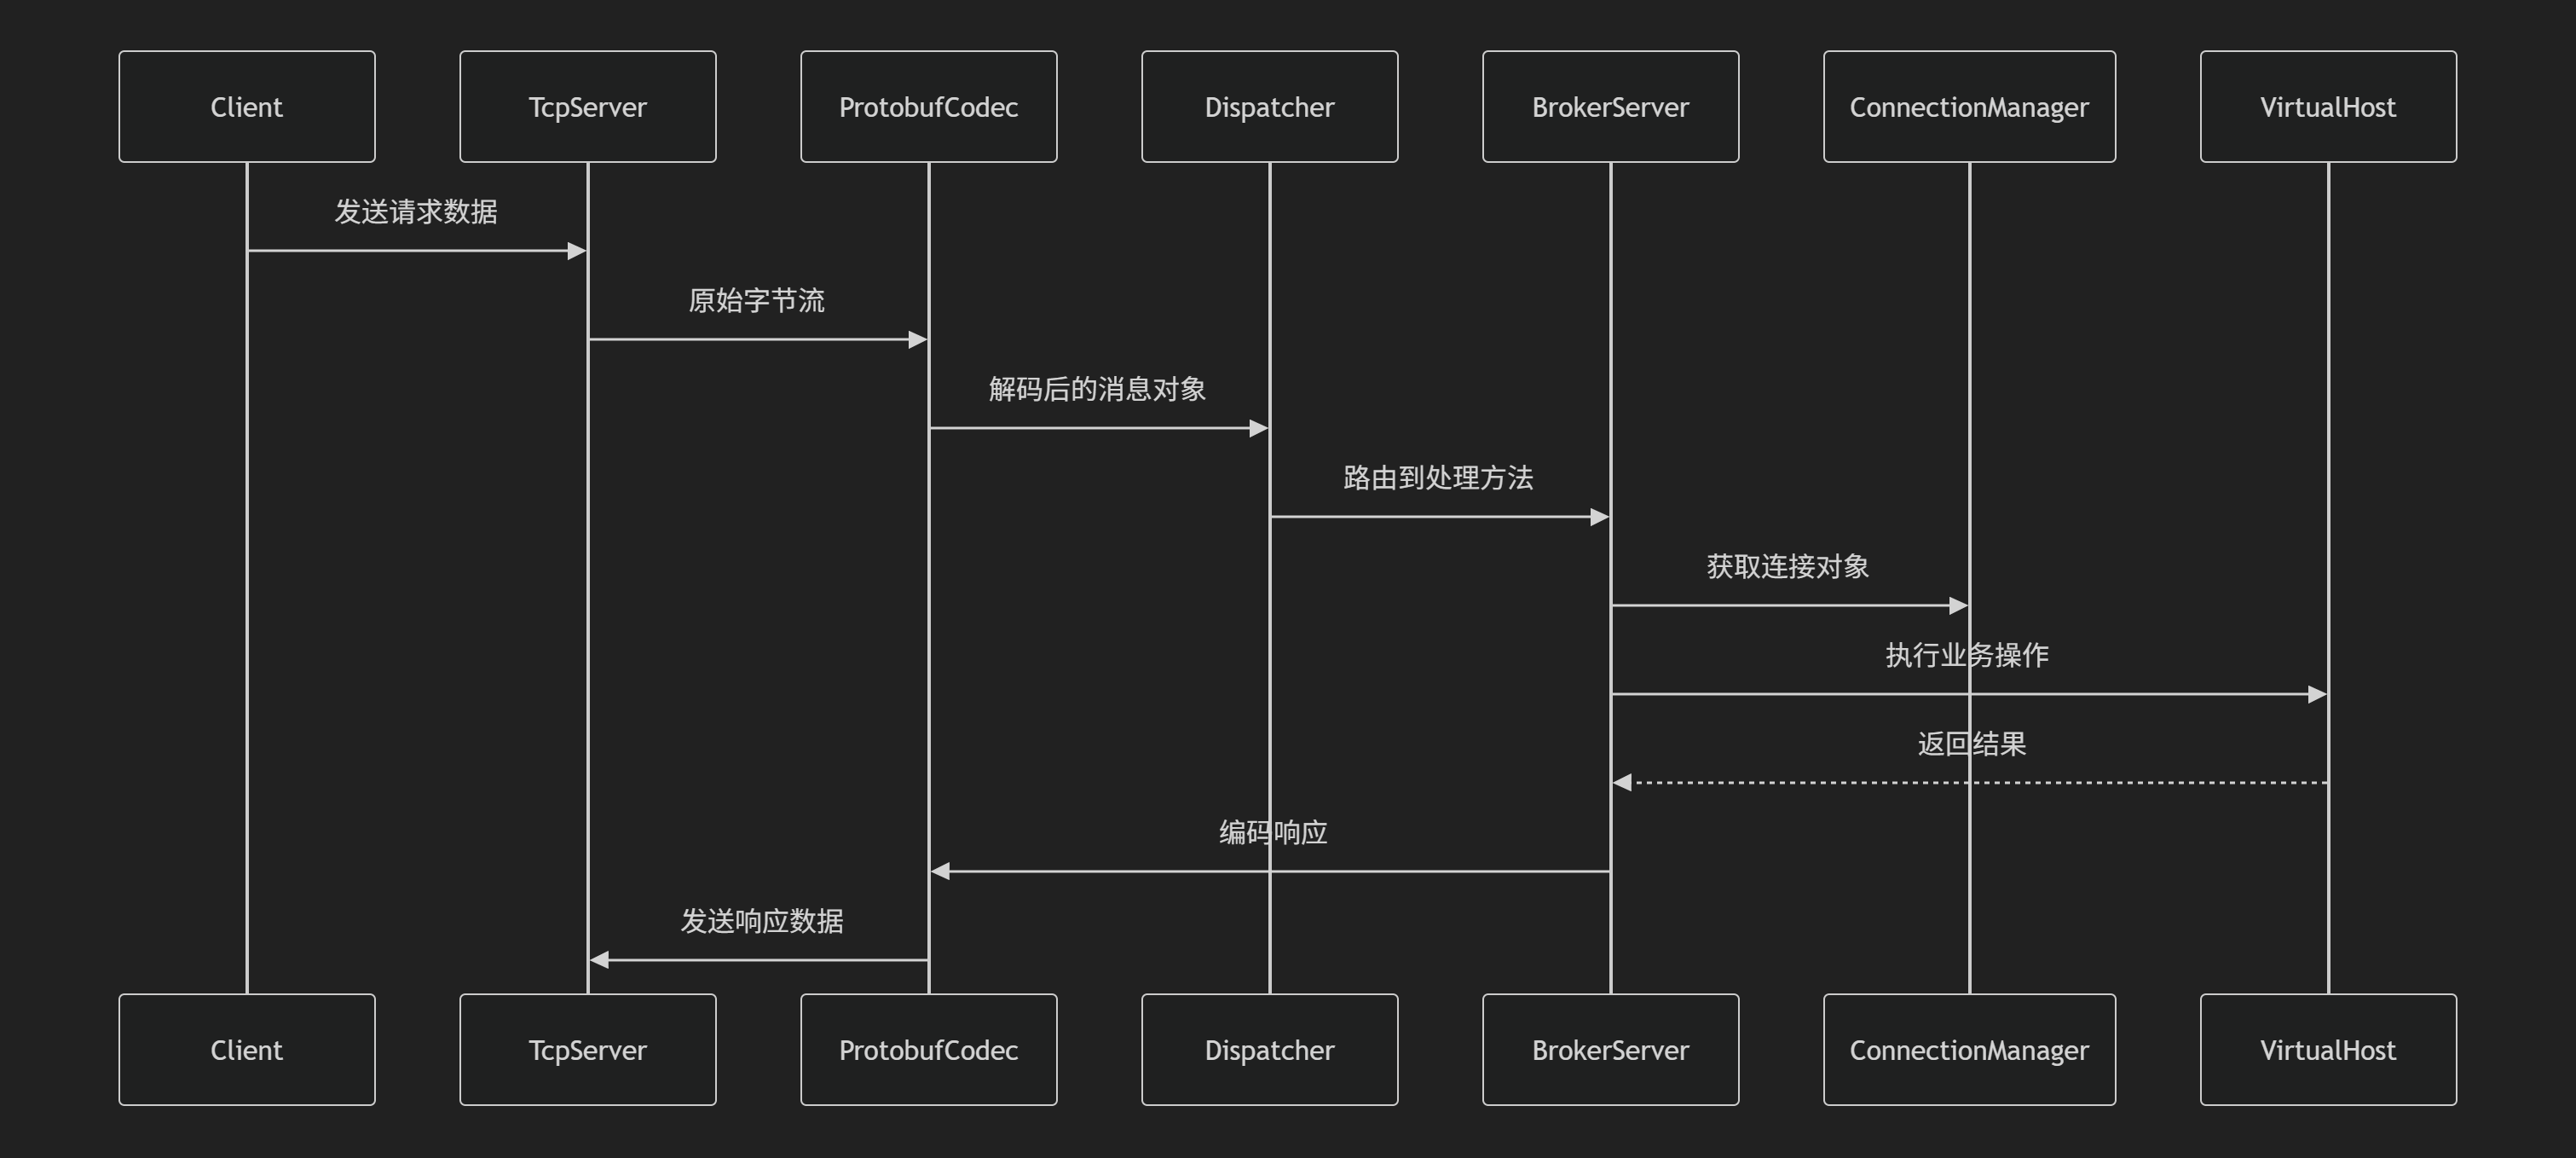 Client
TcpServer
ProtobufCodec
Dispatcher
BrokerServer
ConnectionManager
VirtualHost
发送请求数据
原始字节流
解码后的消息对象
路由到处理方法
获取连接对象
执行业务操作
返回结果
编码响应
发送响应数据
Client
TcpServer
ProtobufCodec
Dispatcher
BrokerServer
ConnectionManager
VirtualHost